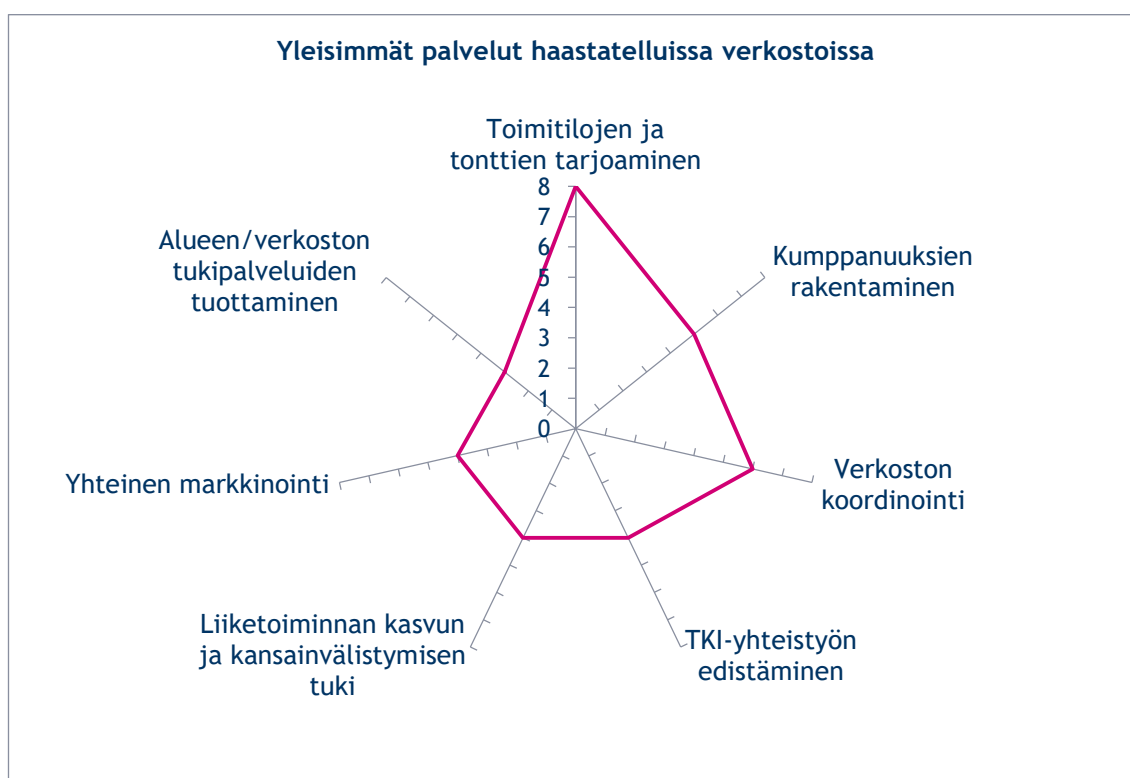 Yleisimmät palvelut haastatelluissa verkostoissa
Toimitilojen ja
tonttien tarjoaminen
8
7
6
5
4
3
2
1
0
Kumppanuuksien
rakentaminen
Verkoston
koordinointi
TKI-yhteistyön
edistäminen
Liiketoiminnan kasvun
ja kansainvälistymisen
tuki
Yhteinen markkinointi
Alueen/verkoston
tukipalveluiden
tuottaminen